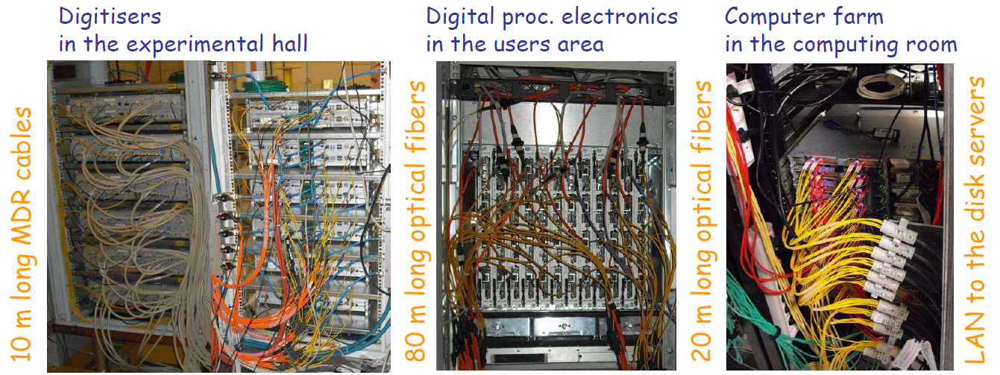 Digitisers
in the experimental hall
Digital proc. electronics
in the users area
Computer farm
in the computing room
10 m long MDR cables
80 m long optical fibers
20 m long optical fibers
LAN to the disk servers